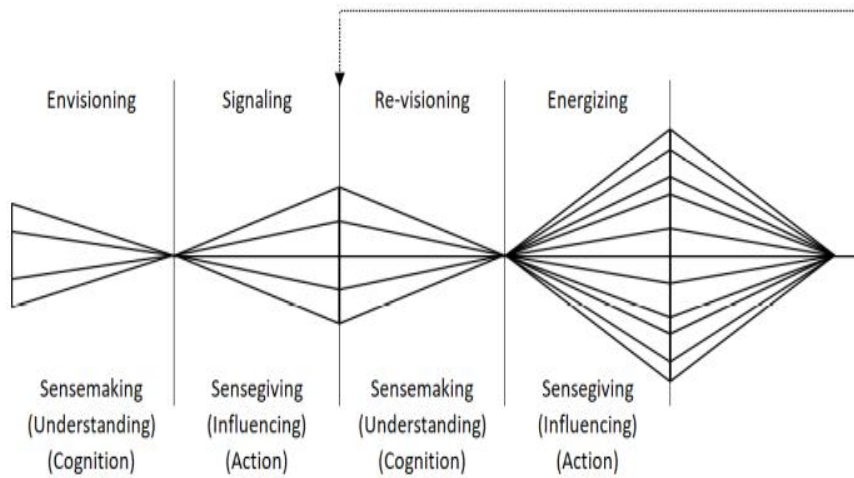 Envisioning
Signaling
Re-visioning
Energizing
Sensemaking
(Understanding)
(Cognition)
Sensegiving
(Influencing)
(Action)
Sensemaking
(Understanding)
(Cognition)
Sensegiving
(Influencing)
(Action)